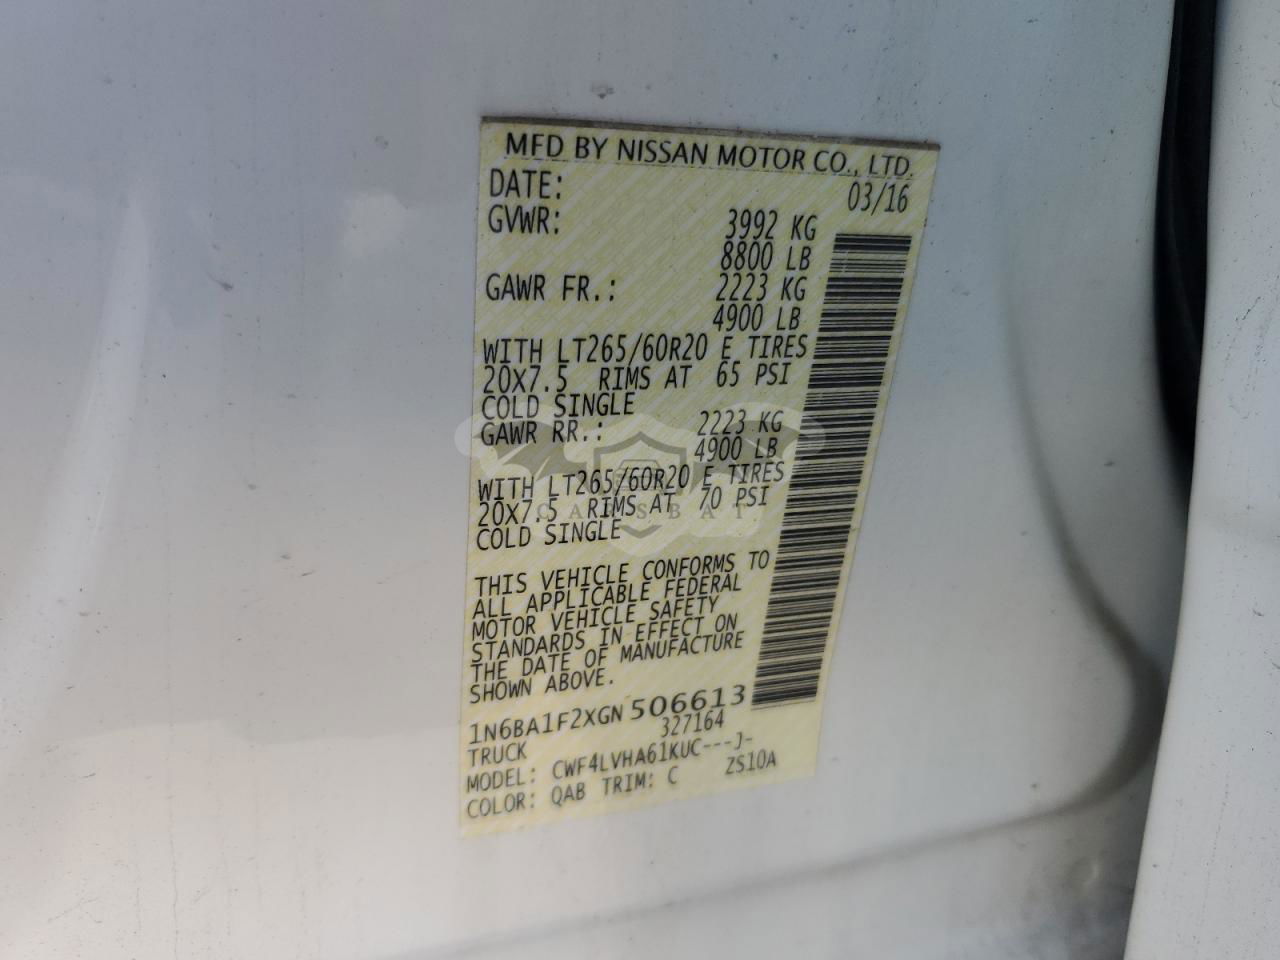 MFD BY NISSAN MOTOR CO., LTD.
DATE: 03/16
GVWR: 3992 KG
8800 LB
GAWR FR.: 2223 KG
4900 LB
WITH LT265/60R20 E TIRES
20X7.5 RIMS AT 65 PSI
COLD SINGLE
GAWR RR.: 2223 KG
4900 LB
WITH LT265/60R20 E TIRES
20X7.5 RIMS AT 70 PSI
COLD SINGLE
CARSBAT
THIS VEHICLE CONFORMS TO
ALL APPLICABLE FEDERAL
MOTOR VEHICLE SAFETY
STANDARDS IN EFFECT ON
THE DATE OF MANUFACTURE
SHOWN ABOVE.
1N6BA1F2XGN506613
TRUCK 327164
MODEL: CWF4LVHA61KUC---J-
COLOR: QAB TRIM: C ZS10A